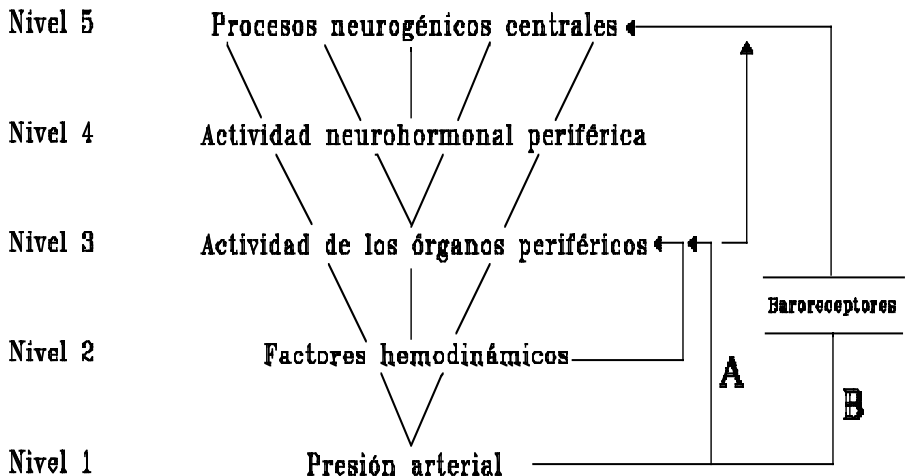 Nivel 5 Procesos neurogénicos centrales
Nivel 4 Actividad neurohormonal periférica
Nivel 3 Actividad de los órganos periféricos
Baroreceptores
Nivel 2 Factores hemodinámicos
A
B
Nivel 1 Presión arterial